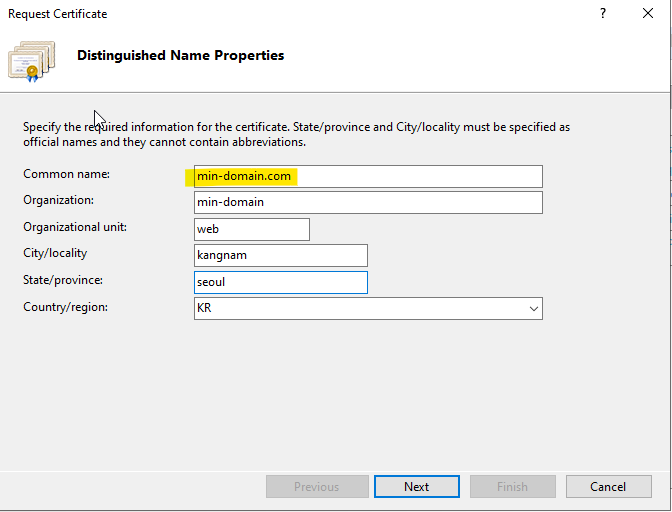 Request Certificate
?
Distinguished Name Properties
Specify the required information for the certificate. State/province and City/locality must be specified as
official names and they cannot contain abbreviations.
Common name:
min-domain.com
Organization:
min-domain
Organizational unit:
web
City/locality
kangnam
State/province:
seoul
Country/region:
KR
Previous
Next
Finish
Cancel